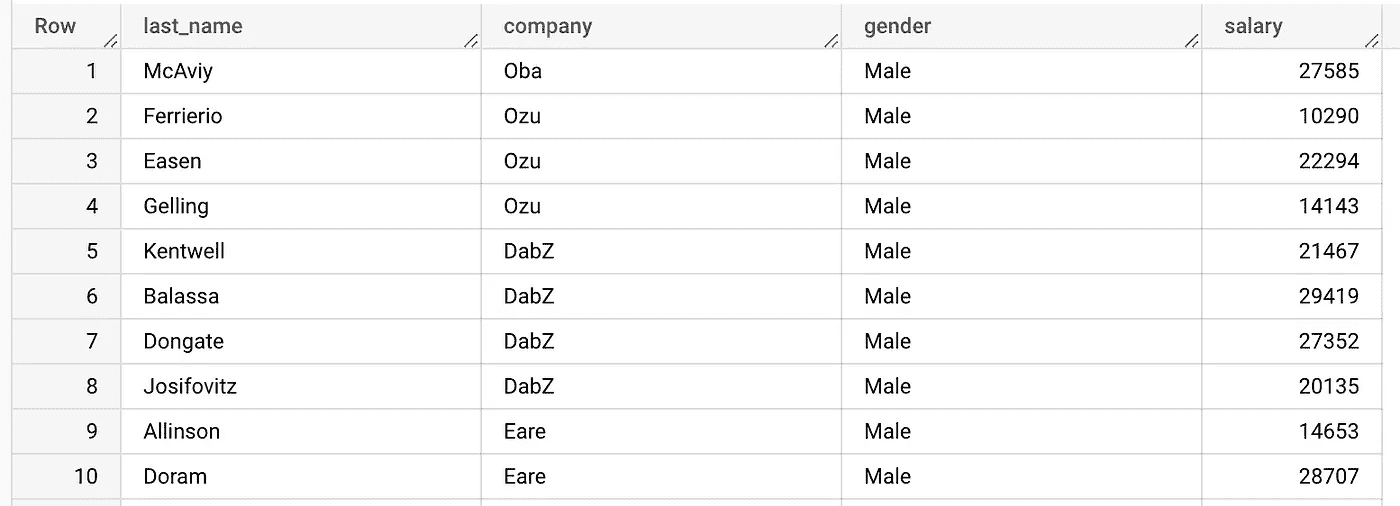 Row last_name company gender salary
1 McAviy Oba Male 27585
2 Ferrierio Ozu Male 10290
3 Easen Ozu Male 22294
4 Gelling Ozu Male 14143
5 Kentwell DabZ Male 21467
6 Balassa DabZ Male 29419
7 Dongate DabZ Male 27352
8 Josifovitz DabZ Male 20135
9 Allinson Eare Male 14653
10 Doram Eare Male 28707